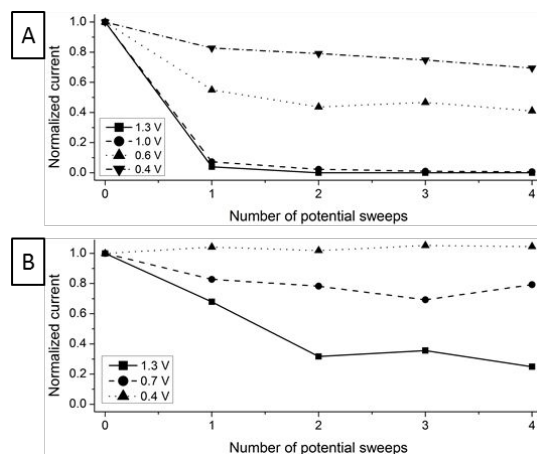 A
Normalized current
1.0
0.8
0.6
0.4
0.2
0.0
1.3 V
1.0 V
0.6 V
0.4 V
0
1
2
3
4
Number of potential sweeps
B
Normalized current
1.0
0.8
0.6
0.4
0.2
0.0
1.3 V
0.7 V
0.4 V
0
1
2
3
4
Number of potential sweeps